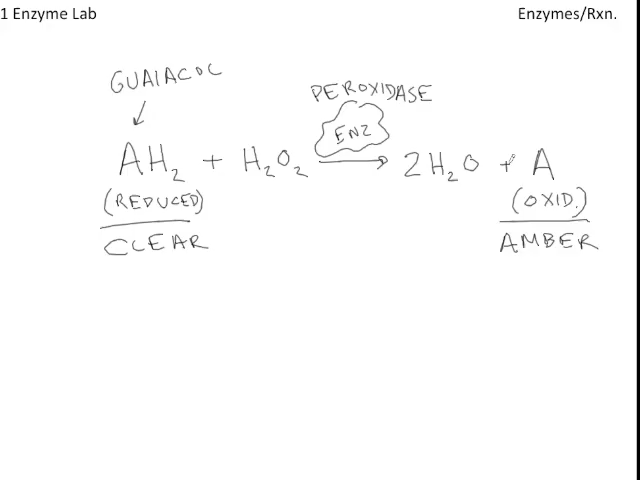 1 Enzyme Lab
Enzymes/Rxn.
GUAIACOL
PEROXIDASE
ENZ
AH₂ + H₂O₂ → 2H₂O + A
(REDUCED)
(OXID.)
CLEAR
AMBER